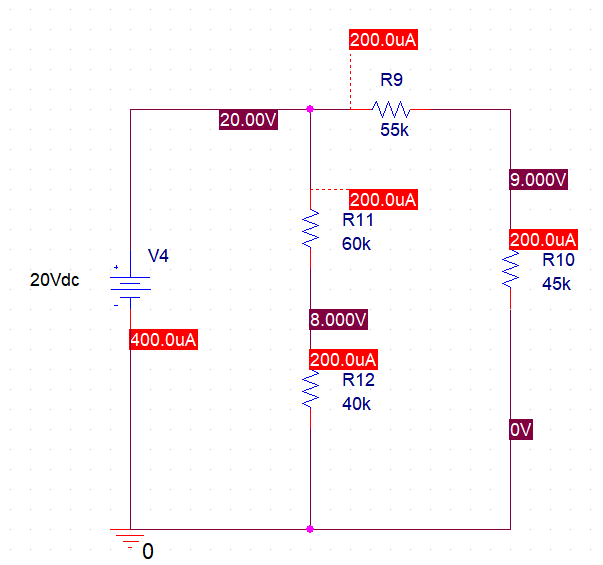 200.0uA
R9
20.00V
55k
9.000V
200.0uA
R11
60k
200.0uA
R10
45k
V4
20Vdc
+
-
8.000V
400.0uA
200.0uA
R12
40k
0V
0